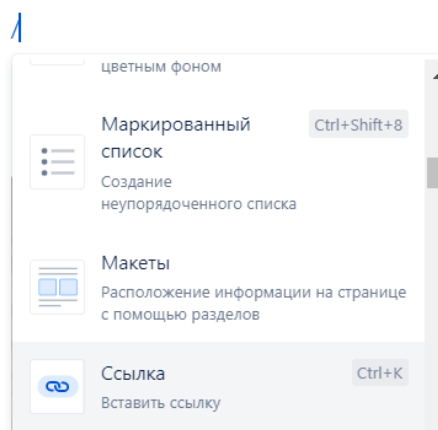 /
цветным фоном
Маркированный Ctrl+Shift+8
список
Создание
неупорядоченного списка
Макеты
Расположение информации на странице
с помощью разделов
Ссылка Ctrl+K
Вставить ссылку